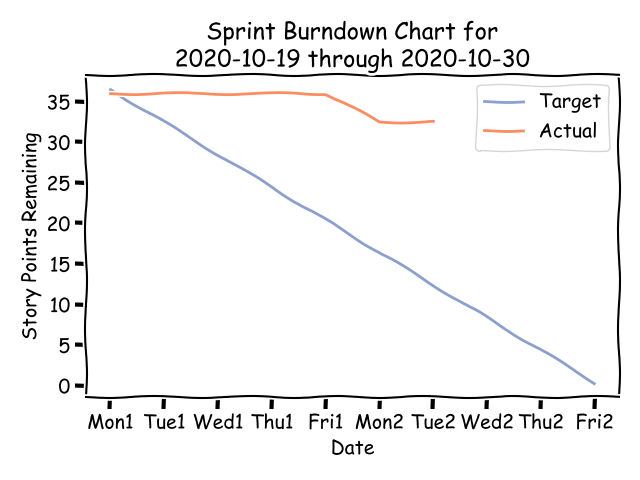 Sprint Burndown Chart for
2020-10-19 through 2020-10-30
Target
Actual
Story Points Remaining
35
30
25
20
15
10
5
0
Mon1 Tue1 Wed1 Thu1 Fri1 Mon2 Tue2 Wed2 Thu2 Fri2
Date